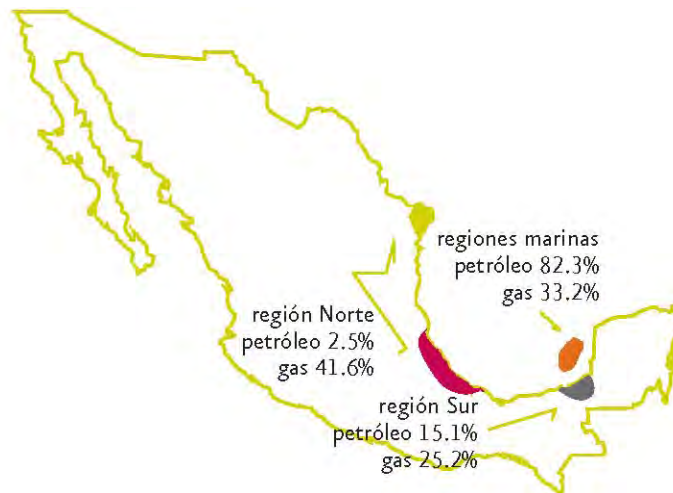 regiones marinas
petróleo 82.3%
gas 33.2%
región Norte
petróleo 2.5%
gas 41.6%
región Sur
petróleo 15.1%
gas 25.2%